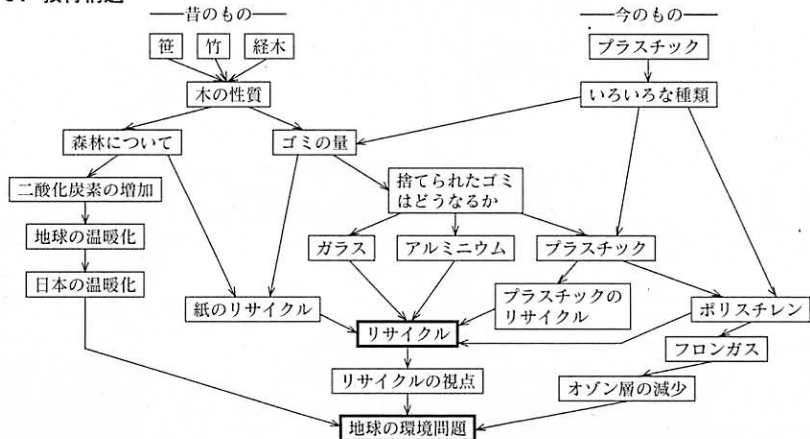 昔のもの
今のもの
笹
竹
経木
プラスチック
木の性質
いろいろな種類
森林について
ゴミの量
二酸化炭素の増加
捨てられたゴミ
はどうなるか
地球の温暖化
ガラス
アルミニウム
プラスチック
日本の温暖化
紙のリサイクル
リサイクル
プラスチックの
リサイクル
ポリスチレン
フロンガス
リサイクルの視点
オゾン層の減少
地球の環境問題